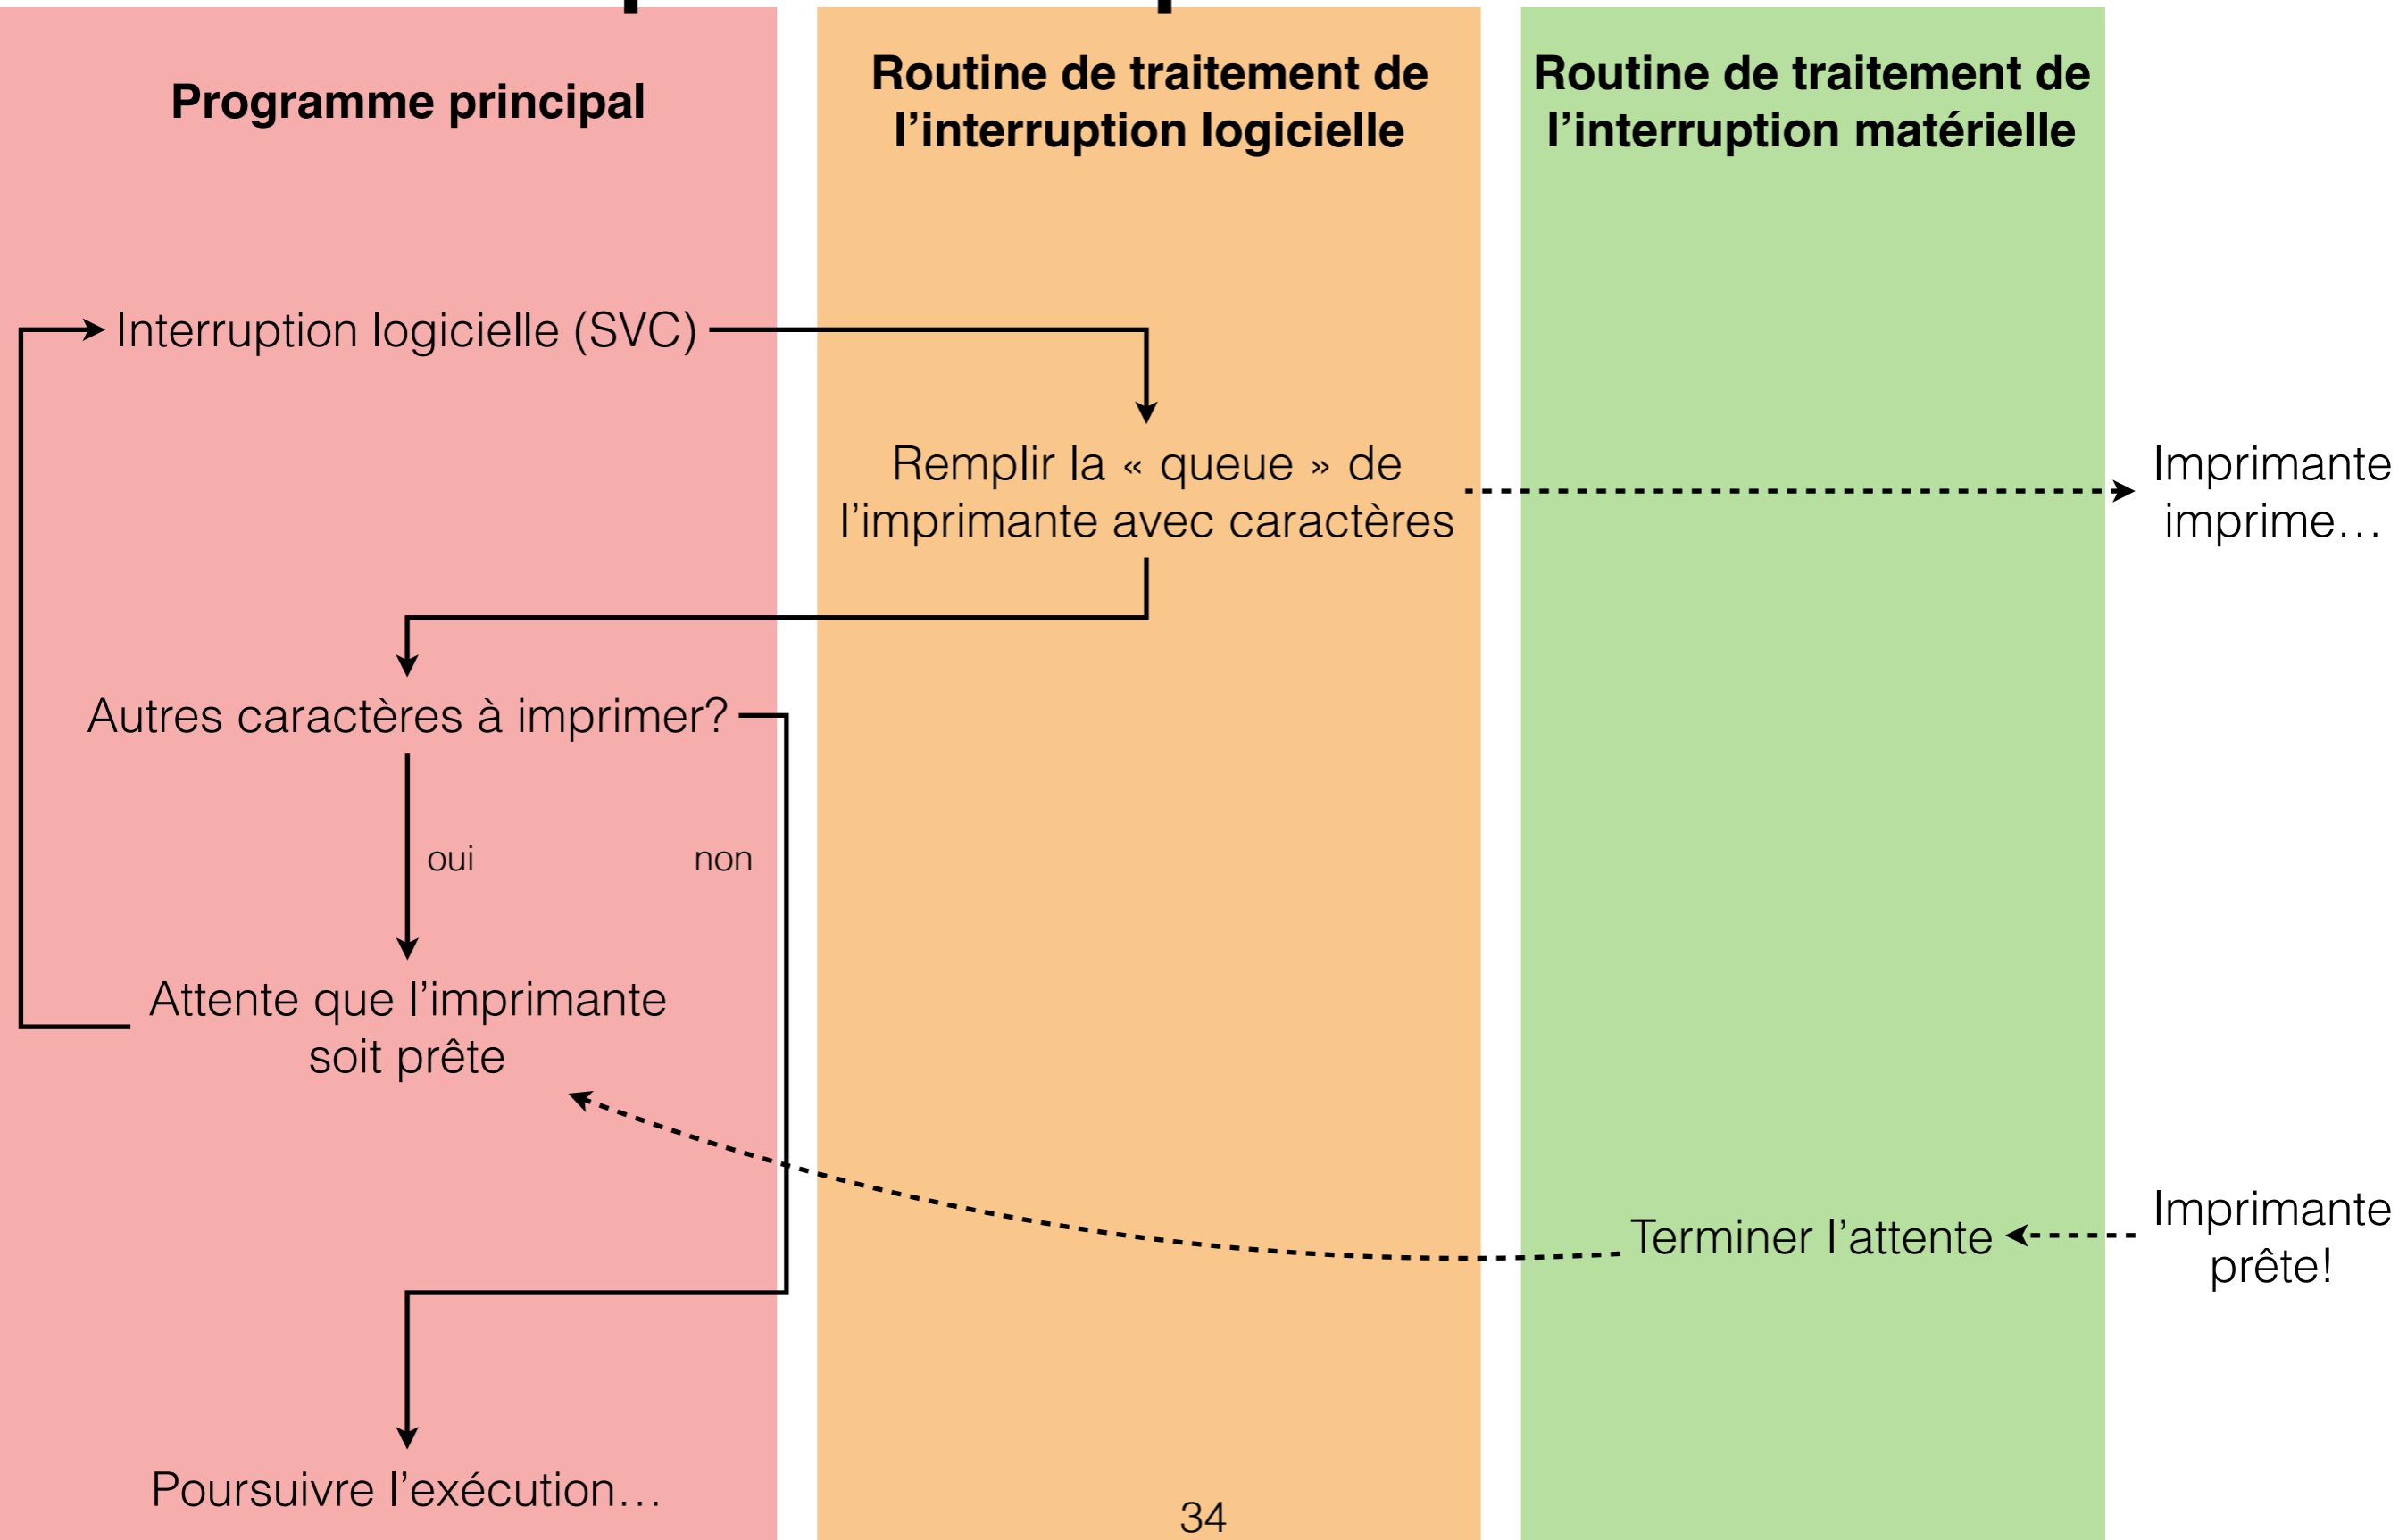 Programme principal
Routine de traitement de
l’interruption logicielle
Routine de traitement de
l’interruption matérielle
Interruption logicielle (SVC)
Remplir la « queue » de
l’imprimante avec caractères
Imprimante
imprime…
Autres caractères à imprimer?
oui
non
Attente que l’imprimante
soit prête
Terminer l’attente
Imprimante
prête!
Poursuivre l’exécution…
34